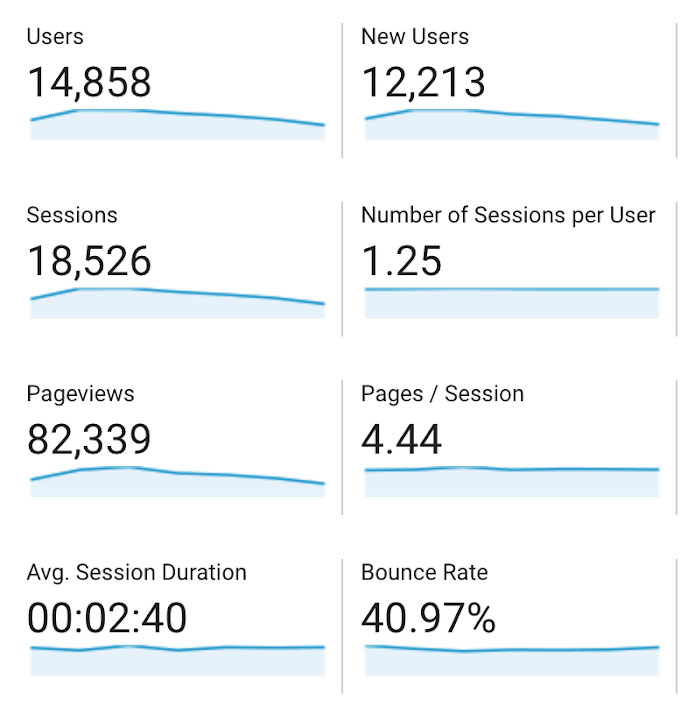 Users
14,858
New Users
12,213
Sessions
18,526
Number of Sessions per User
1.25
Pageviews
82,339
Pages / Session
4.44
Avg. Session Duration
00:02:40
Bounce Rate
40.97%